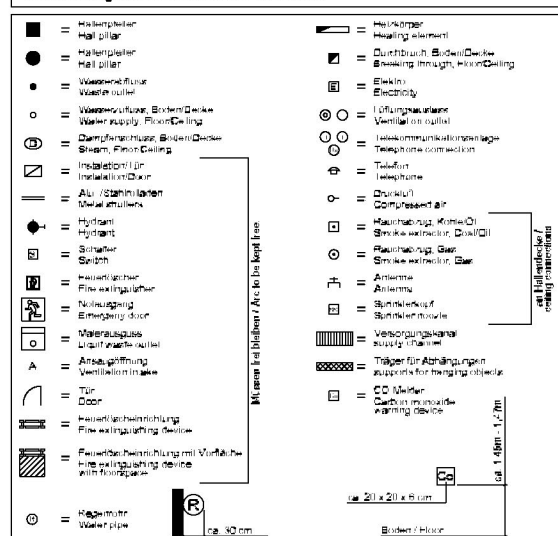 = Hallenpfeiler
Hall pillar
= Hallenpfeiler
Hall pillar
= Wasserabfluss
Waste outlet
= Wasserzufluss, Boden/Decke
Water supply, Floor/Ceiling
= Dampfanschluss, Boden/Decke
Steam, Floor/Ceiling
= Instalation/Tür
Instalation/Door
= Alu-/Stahlrolladen
Metal shutters
= Hydrant
Hydrant
S = Schalter
Switch
= Feuerlöscher
Fire extinguisher
= Notausgang
Emergency door
= Malerausguss
Liquid waste outlet
A = Ansaugöffnung
Ventilation intake
= Tür
Door
= Feuerlöscheinrichtung
Fire extinguishing device
= Feuerlöscheinrichtung mit Vorfläche
Fire extinguishing device
with floorspace
= Regenrohr
Water pipe
Müssen frei bleiben / Are to be kept free
R
ca. 30 cm
= Heizkörper
Heating element
= Durchbruch, Boden/Decke
Breaking through, Floor/Ceiling
E = Elektro
Electricity
= Lüftungsauslass
Ventilation outlet
= Telekommunikationsanlage
Telephone connection
= Telefon
Telephone
= Druckluft
Compressed air
= Rauchabzug, Kohle/Öl
Smoke extractor, Coal/Oil
= Rauchabzug, Gas
Smoke extractor, Gas
= Antenne
Antenna
= Sprinklerkopf
Sprinkler nozzle
an Hallendecke /
ceiling connections
= Versorgungskanal
supply channel
= Träger für Abhängungen
supports for hanging objects
= CO Melder
Carbon monoxide
warning device
Co
ca. 20 x 20 x 6 cm
ca. 1,45m - 1,47m
Boden / Floor